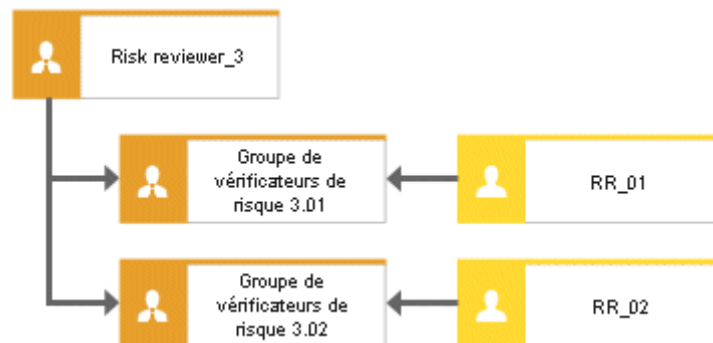 Risk reviewer_3
Groupe de
vérificateurs de
risque 3.01
RR_01
Groupe de
vérificateurs de
risque 3.02
RR_02